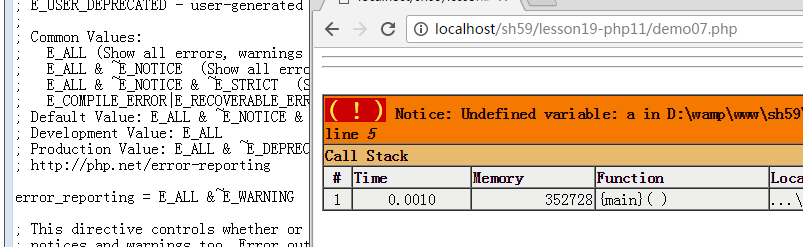 ; E_USER_DEPRECATED - user-generated
;
; Common Values:
;   E_ALL (Show all errors, warnings
;   E_ALL & ~E_NOTICE  (Show all erro
;   E_ALL & ~E_NOTICE & ~E_STRICT  (S
;   E_COMPILE_ERROR|E_RECOVERABLE_ERR
; Default Value: E_ALL & ~E_NOTICE &
; Development Value: E_ALL
; Production Value: E_ALL & ~E_DEPREC
; http://php.net/error-reporting
error_reporting = E_ALL &~E_WARNING
; This directive controls whether or
; notices and warnings too. Error out
localhost/sh59/lesson19-php11/demo07.php
( ! ) Notice: Undefined variable: a in D:\wamp\www\sh59\
line 5
Call Stack
# Time Memory Function Loca
1 0.0010 352728 {main}( ) ...\